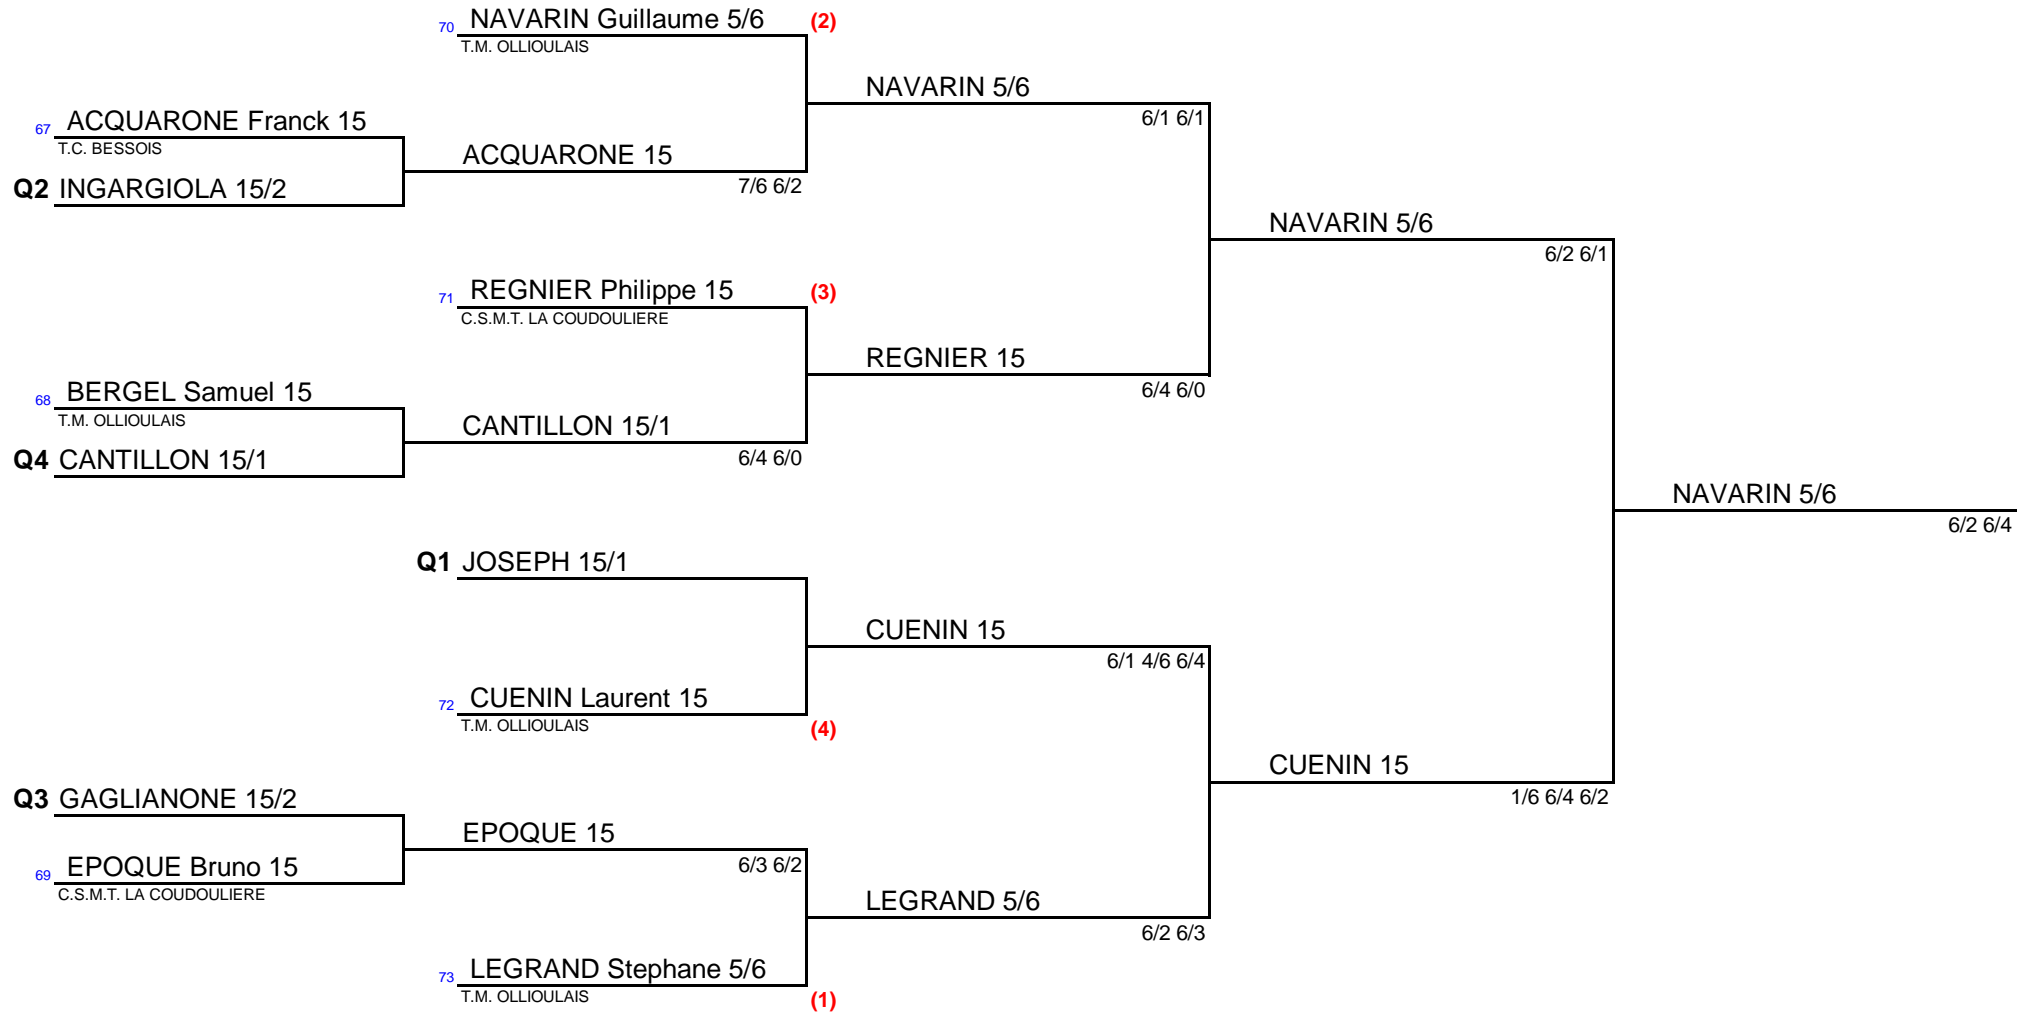 70 NAVARIN Guillaume 5/6 (2)
T.M. OLLIOULAIS
NAVARIN 5/6
6/1 6/1
67 ACQUARONE Franck 15
T.C. BESSOIS
ACQUARONE 15
7/6 6/2
Q2 INGARGIOLA 15/2
NAVARIN 5/6
6/2 6/1
71 REGNIER Philippe 15 (3)
C.S.M.T. LA COUDOULIERE
REGNIER 15
6/4 6/0
68 BERGEL Samuel 15
T.M. OLLIOULAIS
CANTILLON 15/1
6/4 6/0
Q4 CANTILLON 15/1
NAVARIN 5/6
6/2 6/4
Q1 JOSEPH 15/1
CUENIN 15
6/1 4/6 6/4
72 CUENIN Laurent 15
T.M. OLLIOULAIS (4)
CUENIN 15
1/6 6/4 6/2
Q3 GAGLIANONE 15/2
EPOQUE 15
6/3 6/2
69 EPOQUE Bruno 15
C.S.M.T. LA COUDOULIERE
LEGRAND 5/6
6/2 6/3
73 LEGRAND Stephane 5/6
T.M. OLLIOULAIS (1)